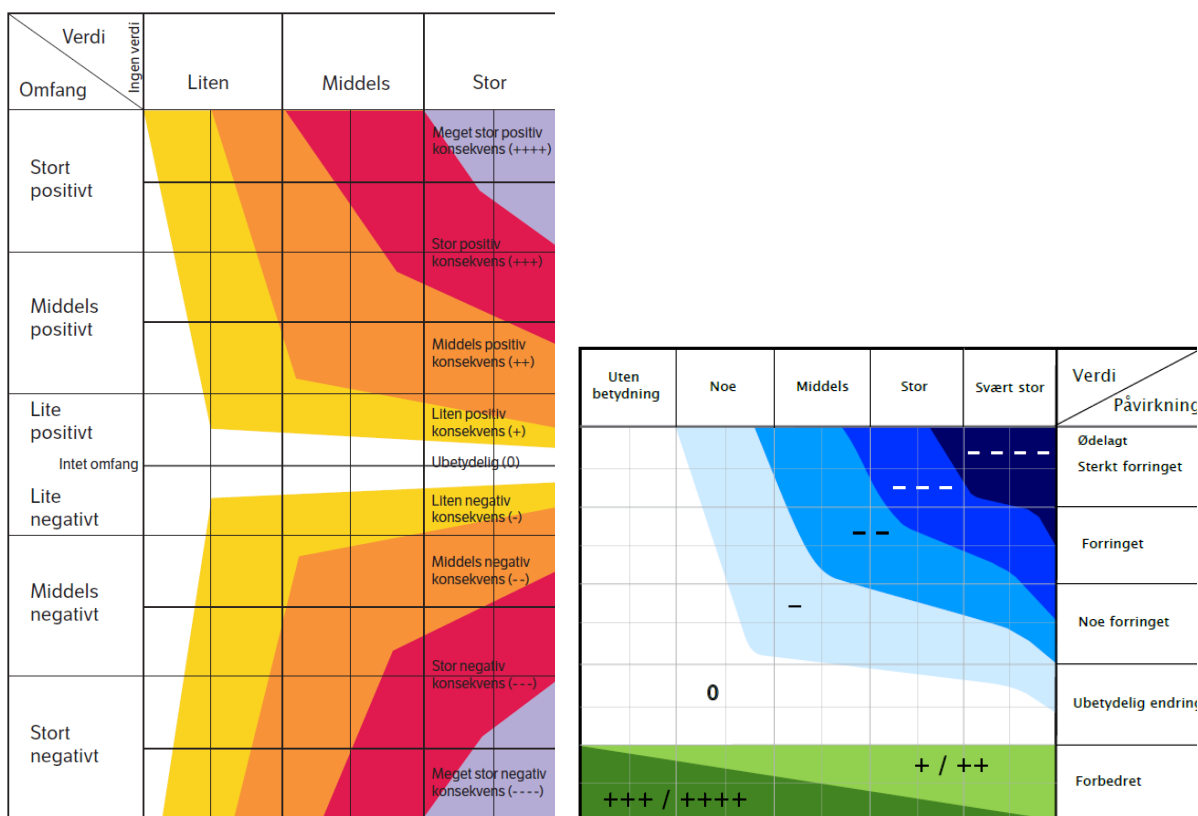 Verdi
Ingen verdi
Omfang
Liten
Middels
Stor
Stort
positivt
Meget stor positiv
konsekvens (++++)
Stor positiv
konsekvens (+++)
Middels
positivt
Middels positiv
konsekvens (++)
Lite
positivt
Liten positiv
konsekvens (+)
Intet omfang
Ubetydelig (0)
Lite
negativt
Liten negativ
konsekvens (-)
Middels
negativt
Middels negativ
konsekvens (--)
Stor negativ
konsekvens (---)
Stort
negativt
Meget stor negativ
konsekvens (----)
Uten
betydning
Noe
Middels
Stor
Svært stor
Verdi
Påvirkning
Ødelagt
– – – –
Sterkt forringet
– – –
– –
Forringet
–
Noe forringet
0
Ubetydelig endring
+ / ++
Forbedret
+++ / ++++